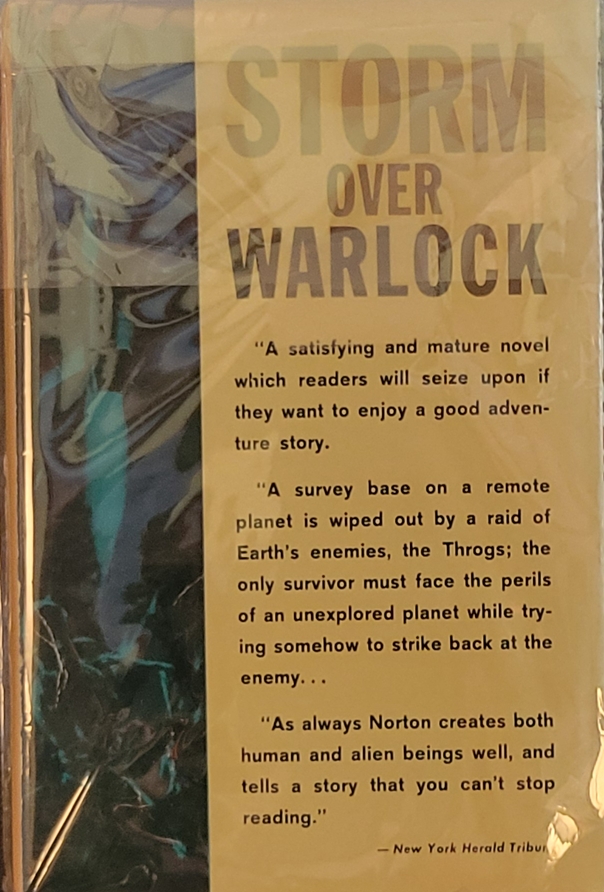 STORM
OVER
WARLOCK
"A satisfying and mature novel
which readers will seize upon if
they want to enjoy a good adven-
ture story.
"A survey base on a remote
planet is wiped out by a raid of
Earth's enemies, the Throgs; the
only survivor must face the perils
of an unexplored planet while try-
ing somehow to strike back at the
enemy...
"As always Norton creates both
human and alien beings well, and
tells a story that you can't stop
reading."
— New York Herald